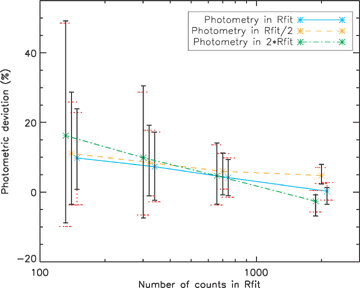 Photometry in Rfit
Photometry in Rfit/2
Photometry in 2*Rfit
Photometric deviation (%)
40
20
0
-20
100
1000
Number of counts in Rfit